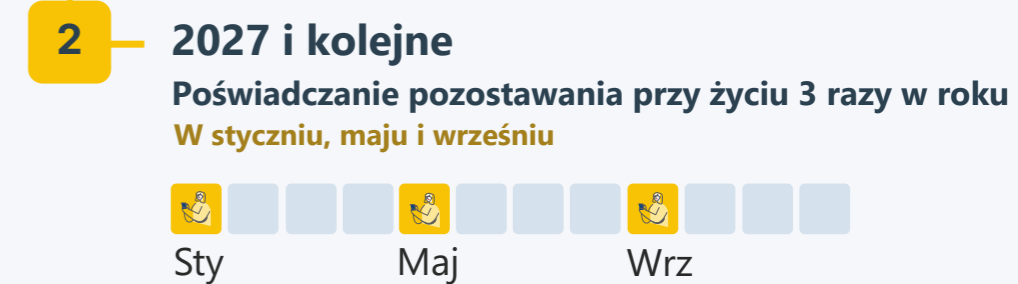 2
2027 i kolejne
Poświadczanie pozostawania przy życiu 3 razy w roku
W styczniu, maju i wrześniu
Sty Maj Wrz